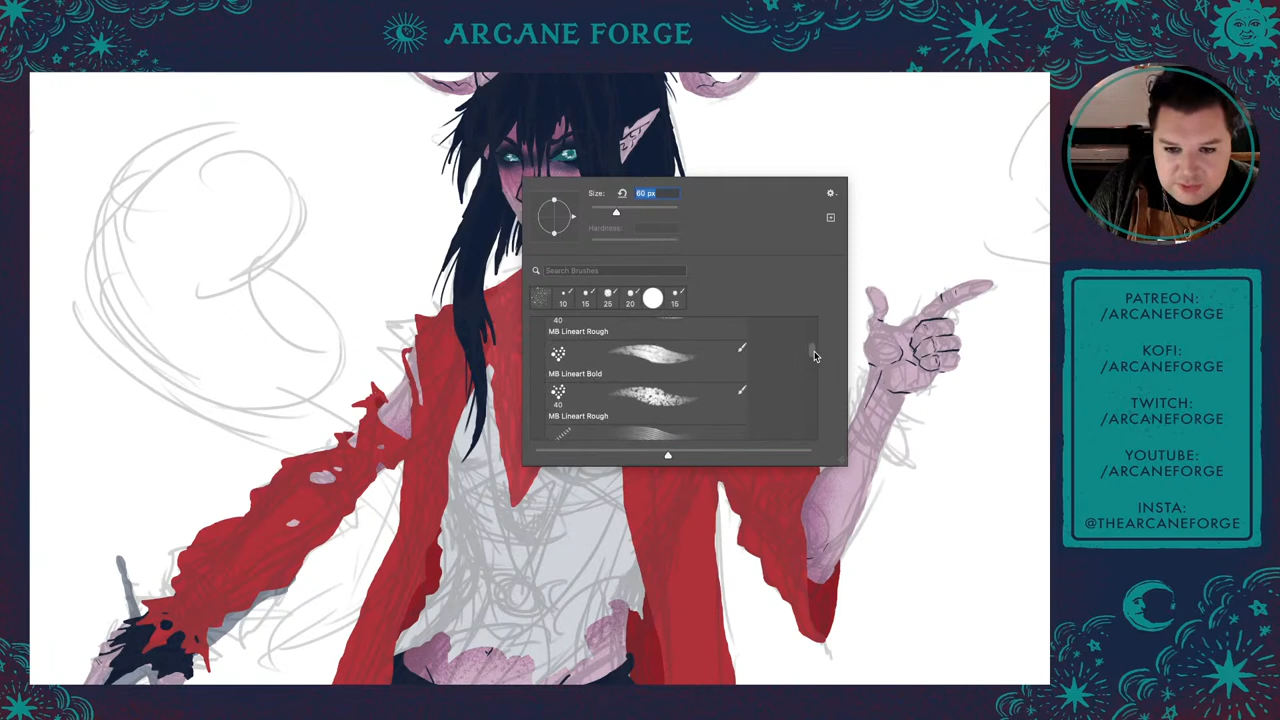 ARCANE FORGE
Size:
60 px
Hardness:
Search Brushes
10
15
25
20
15
40
MB Lineart Rough
MB Lineart Bold
40
MB Lineart Rough
PATREON:
/ARCANEFORGE
KOFI:
/ARCANEFORGE
TWITCH:
/ARCANEFORGE
YOUTUBE:
/ARCANEFORGE
INSTA:
@THEARCANEFORGE